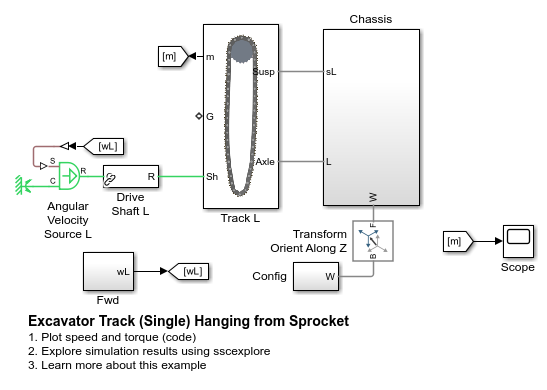 Chassis
[m]
m
Susp
sL
G
[wL]
S
R
C
C
R
Sh
Axle
L
Drive
Shaft L
Angular
Velocity
Source L
Track L
W
F
Transform
Orient Along Z
B
[m]
Scope
wL
[wL]
Config
W
Fwd
Excavator Track (Single) Hanging from Sprocket
1. Plot speed and torque (code)
2. Explore simulation results using sscexplore
3. Learn more about this example